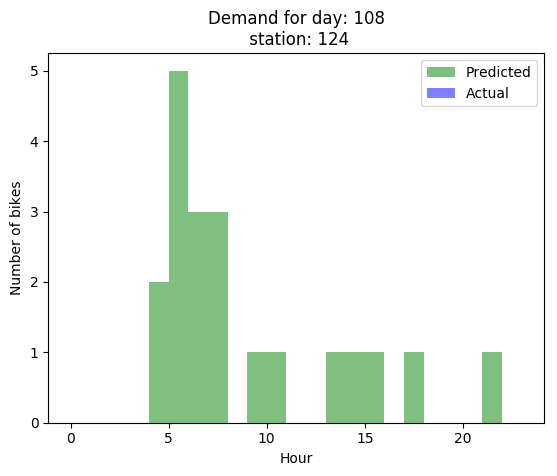 Demand for day: 108
station: 124
Predicted
Actual
Number of bikes
5
4
3
2
1
0
0 5 10 15 20
Hour